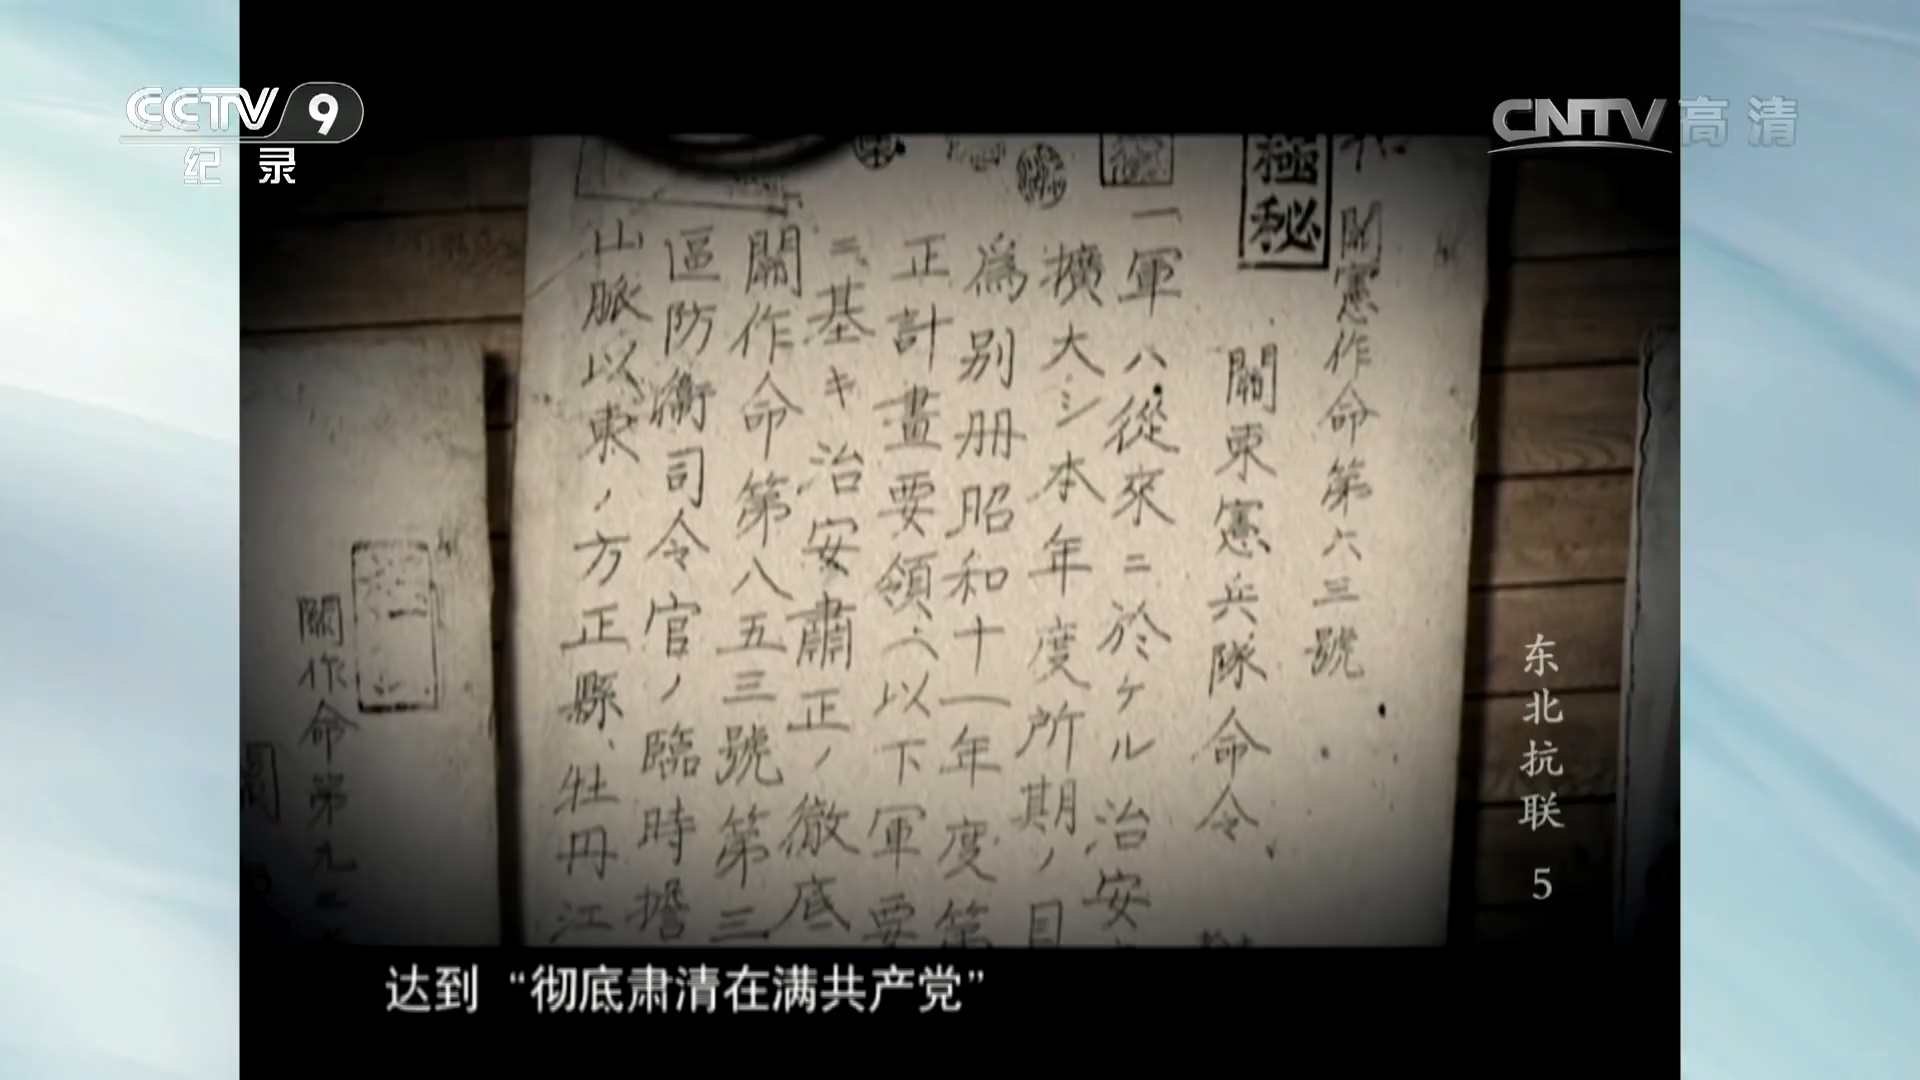 CCTV 9
纪录
CNTV 高清
極秘
關憲作命第六三號
關東憲兵隊命令
一軍ハ從來ニ於ケル治安
擴大シ本年度所期ノ目
爲別册昭和十一年度第
正計畫要領（以下軍要
ニ基キ治安肅正ノ徹底
關作命第八五三號第三
區防衛司令官ノ臨時擔
山脈以東ノ方正縣、牡丹江
關作命第九
东北抗联 5
达到“彻底肃清在满共产党”